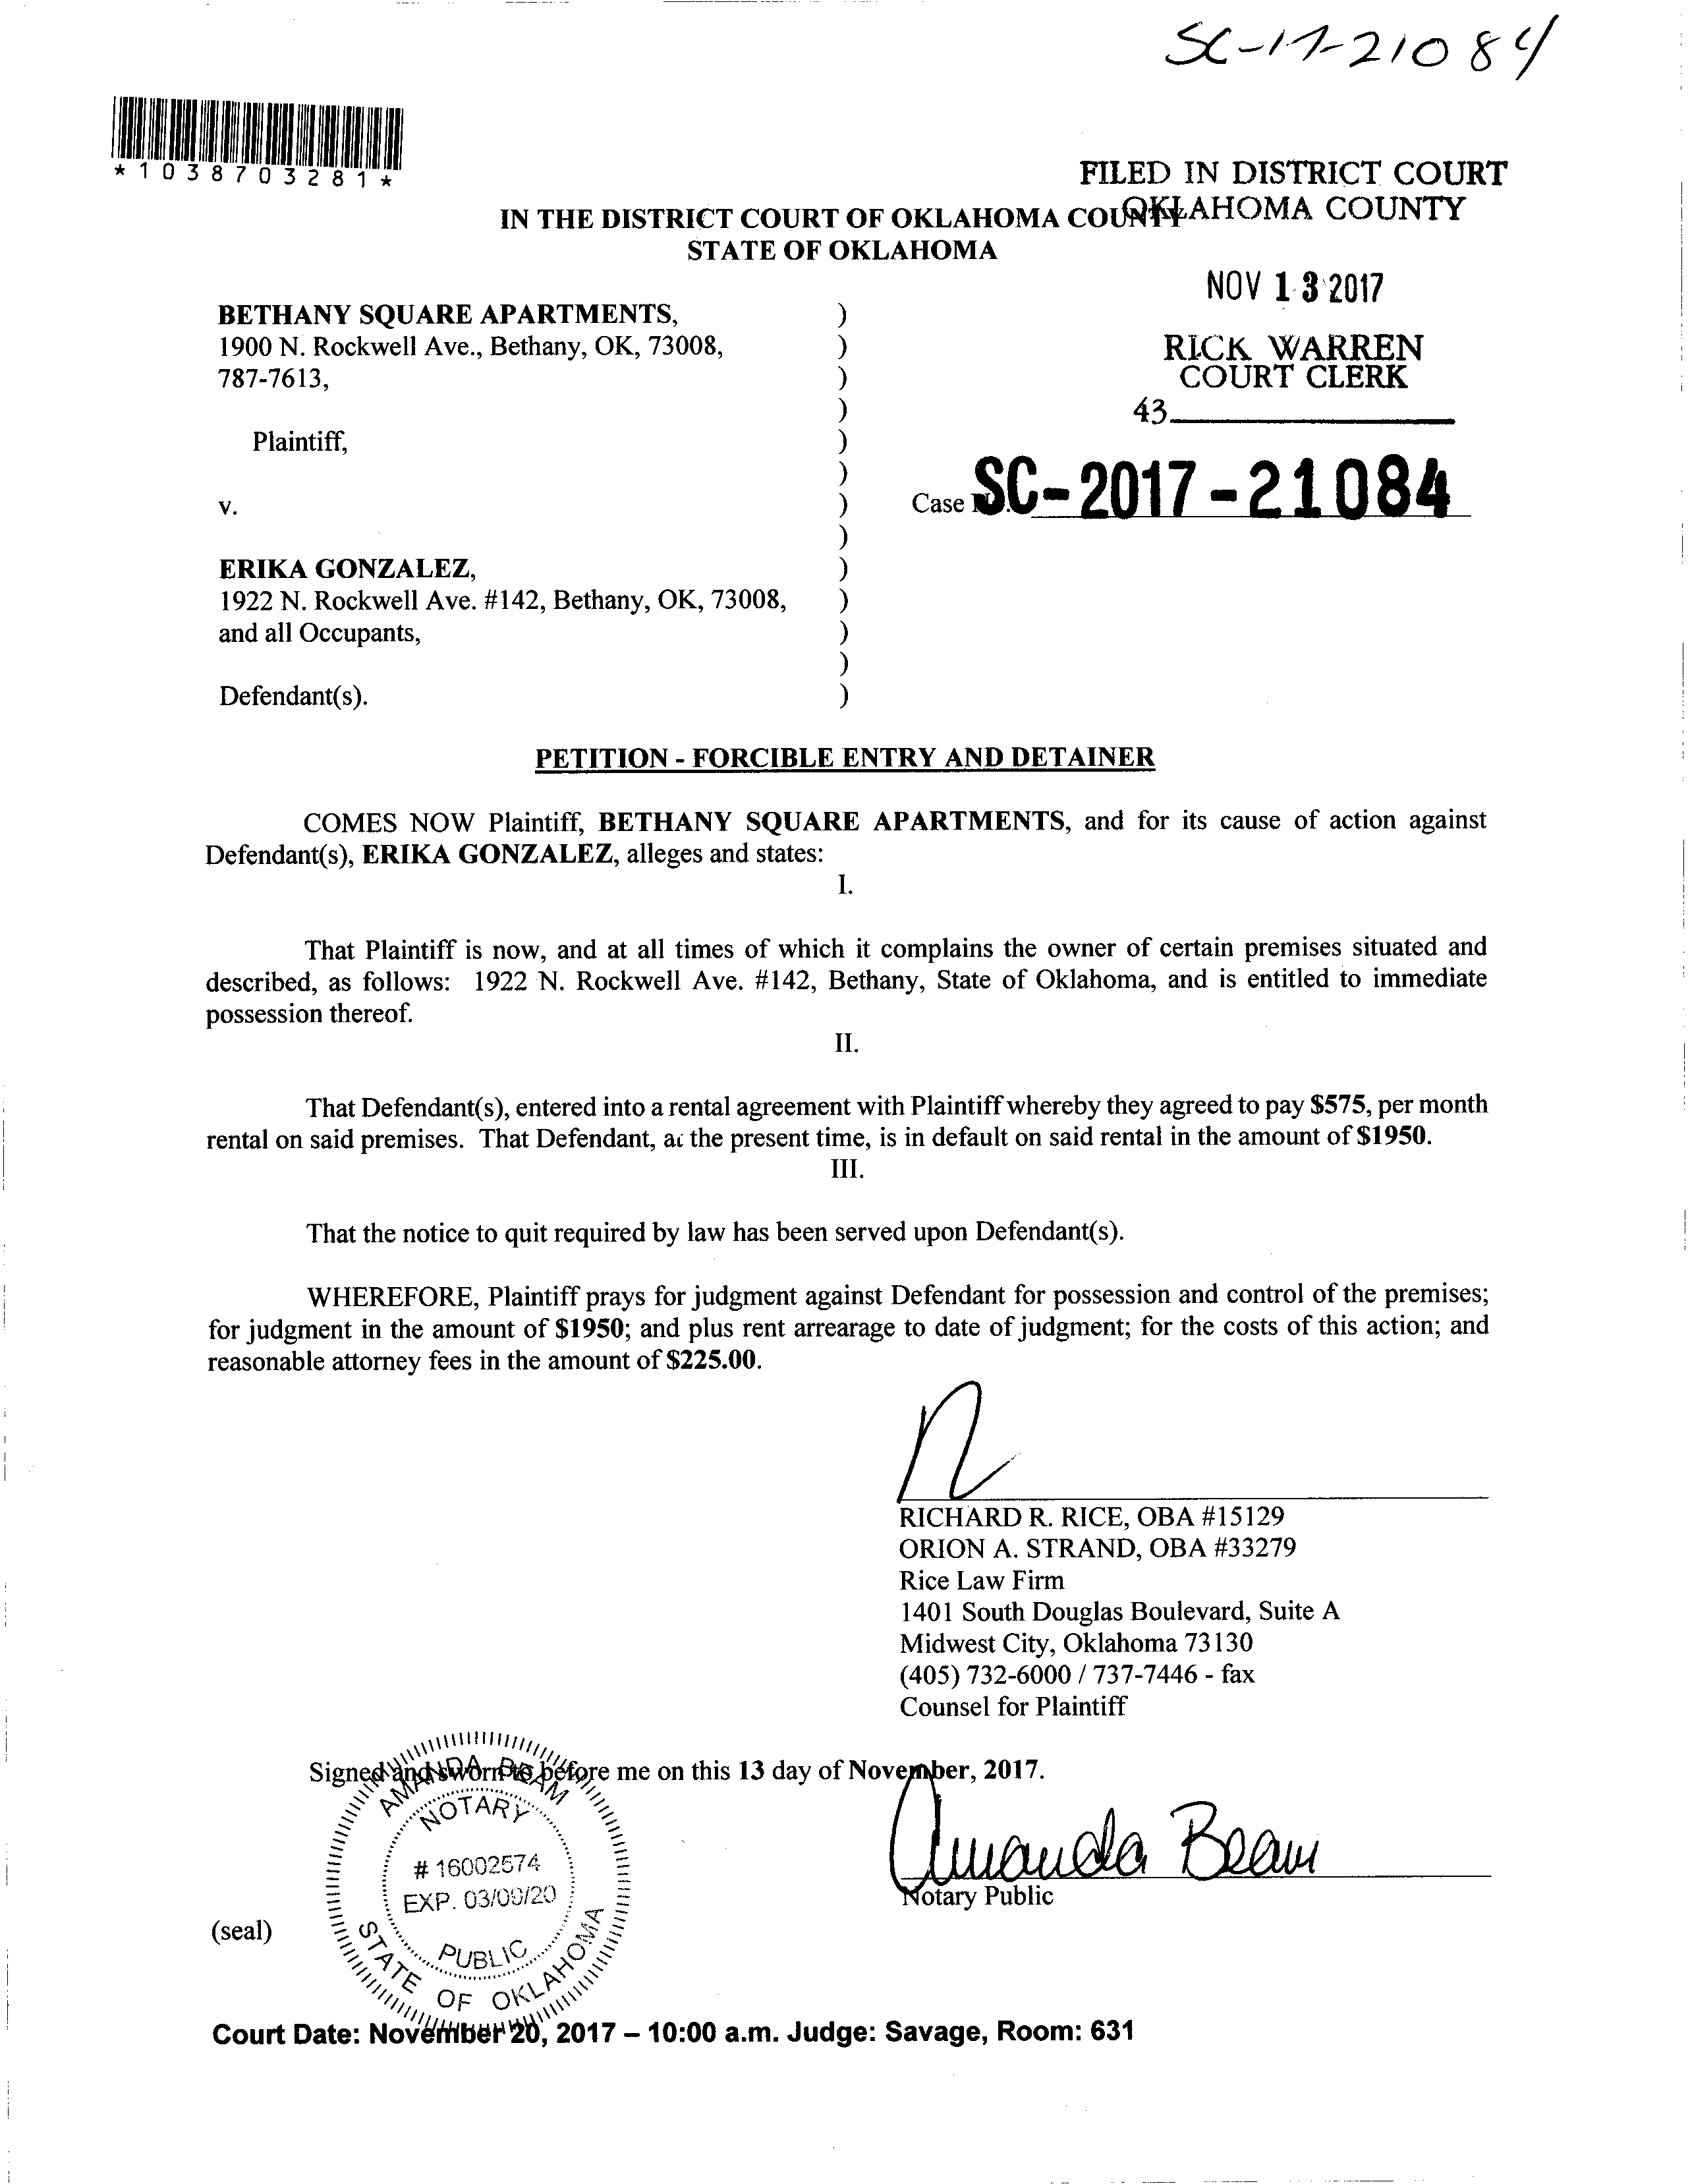 SC-17-21084
*1038703281*
FILED IN DISTRICT COURT
OKLAHOMA COUNTY
IN THE DISTRICT COURT OF OKLAHOMA COUNTY
STATE OF OKLAHOMA
NOV 13 2017
RICK WARREN
COURT CLERK
43
BETHANY SQUARE APARTMENTS, )
1900 N. Rockwell Ave., Bethany, OK, 73008, )
787-7613, )
)
Plaintiff, )
)
v. )
Case No. SC-2017-21084
)
ERIKA GONZALEZ, )
1922 N. Rockwell Ave. #142, Bethany, OK, 73008, )
and all Occupants, )
)
Defendant(s). )
PETITION - FORCIBLE ENTRY AND DETAINER
COMES NOW Plaintiff, BETHANY SQUARE APARTMENTS, and for its cause of action against
Defendant(s), ERIKA GONZALEZ, alleges and states:
I.
That Plaintiff is now, and at all times of which it complains the owner of certain premises situated and
described, as follows: 1922 N. Rockwell Ave. #142, Bethany, State of Oklahoma, and is entitled to immediate
possession thereof.
II.
That Defendant(s), entered into a rental agreement with Plaintiff whereby they agreed to pay $575, per month
rental on said premises. That Defendant, at the present time, is in default on said rental in the amount of $1950.
III.
That the notice to quit required by law has been served upon Defendant(s).
WHEREFORE, Plaintiff prays for judgment against Defendant for possession and control of the premises;
for judgment in the amount of $1950; and plus rent arrearage to date of judgment; for the costs of this action; and
reasonable attorney fees in the amount of $225.00.
RICHARD R. RICE, OBA #15129
ORION A. STRAND, OBA #33279
Rice Law Firm
1401 South Douglas Boulevard, Suite A
Midwest City, Oklahoma 73130
(405) 732-6000 / 737-7446 - fax
Counsel for Plaintiff
Signed and sworn to before me on this 13 day of November, 2017.
AMANDA BEAM
NOTARY
# 16002574
EXP. 03/09/20
PUBLIC
STATE OF OKLAHOMA
Amanda Beam
Notary Public
(seal)
Court Date: November 20, 2017 – 10:00 a.m. Judge: Savage, Room: 631